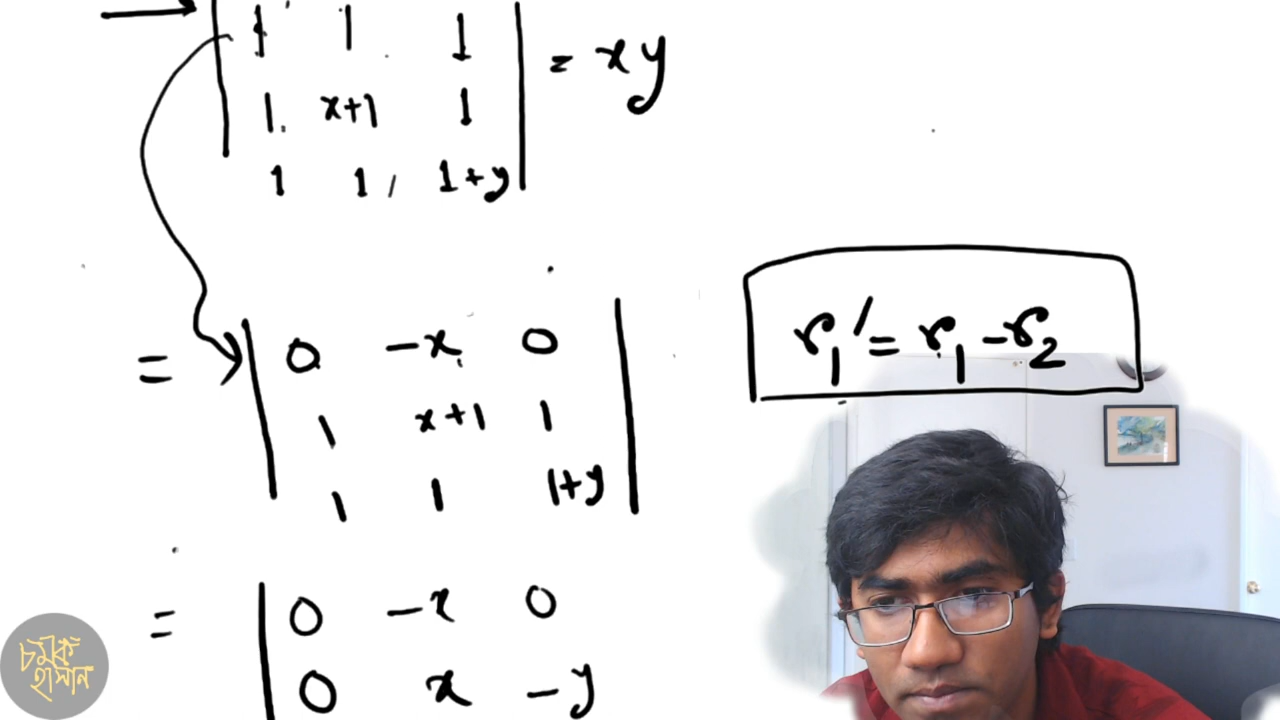 | 1 1 1 | = xy
| 1 x+1 1 |
| 1 1 1+y |
= | 0 -x 0 |
| 1 x+1 1 |
| 1 1 1+y |
r₁′ = r₁ - r₂
= | 0 -x 0
| 0 x -y
চমক
হাসান